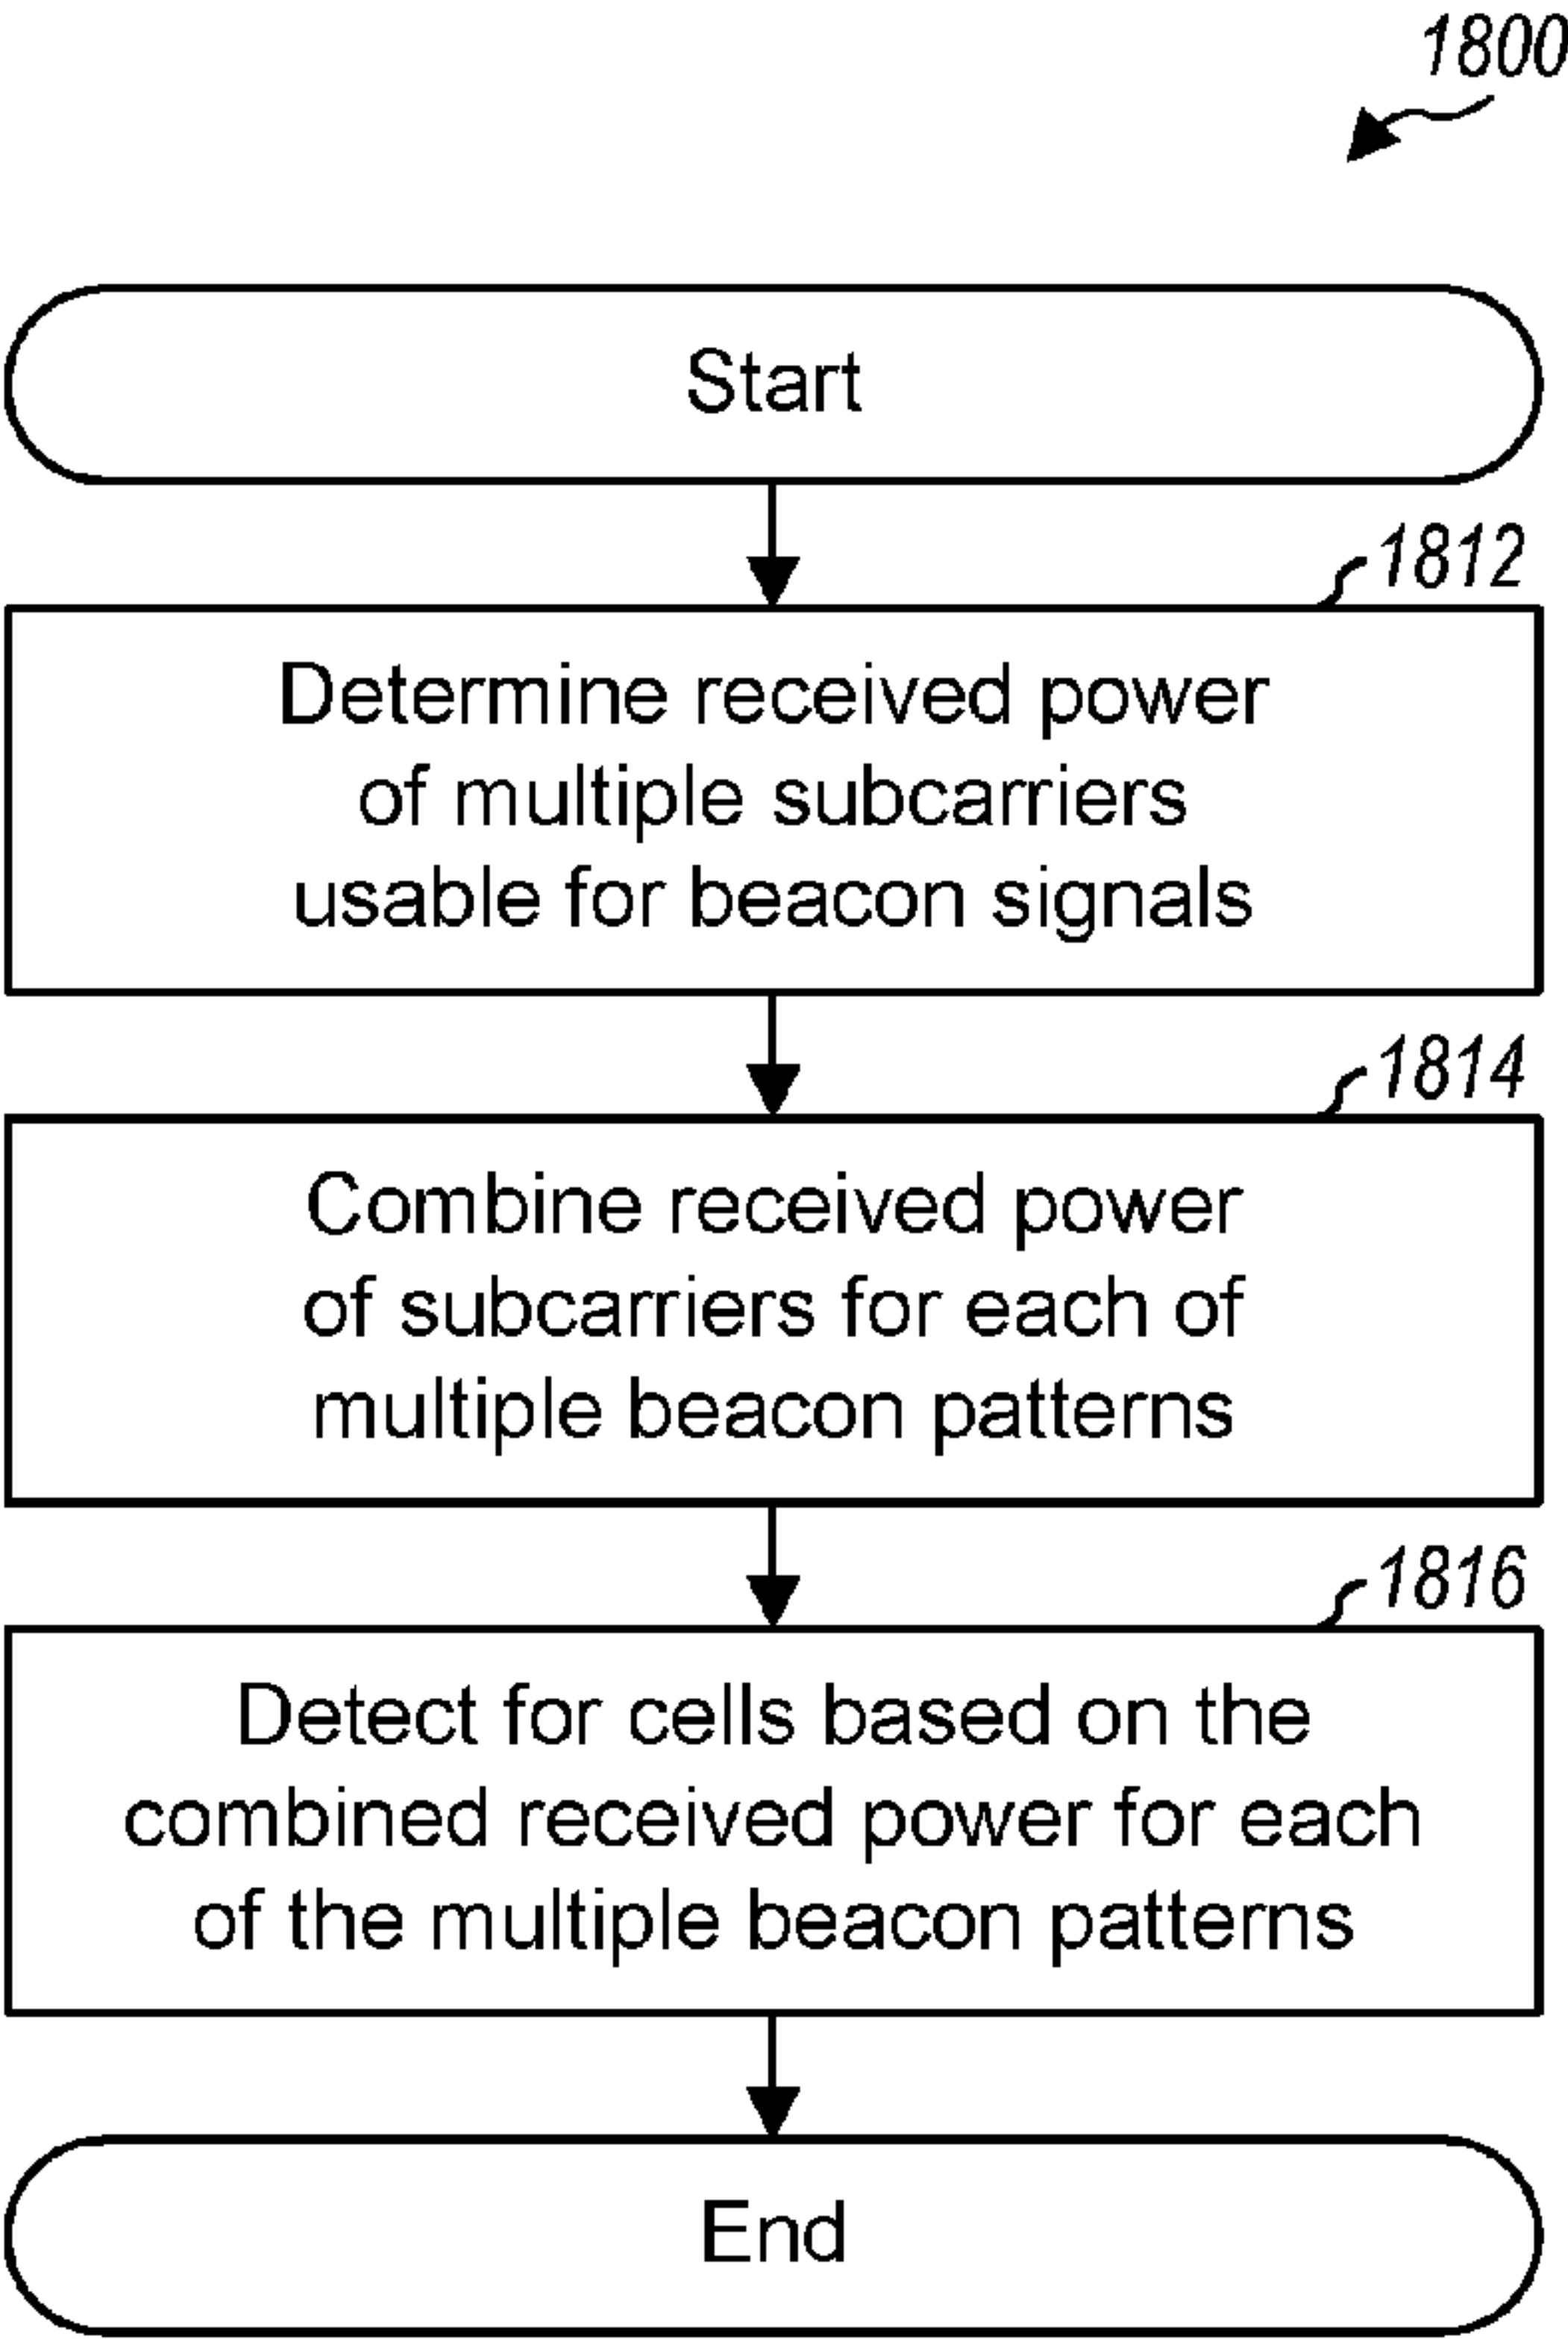 1800
Start
1812
Determine received power
of multiple subcarriers
usable for beacon signals
1814
Combine received power
of subcarriers for each of
multiple beacon patterns
1816
Detect for cells based on the
combined received power for each
of the multiple beacon patterns
End